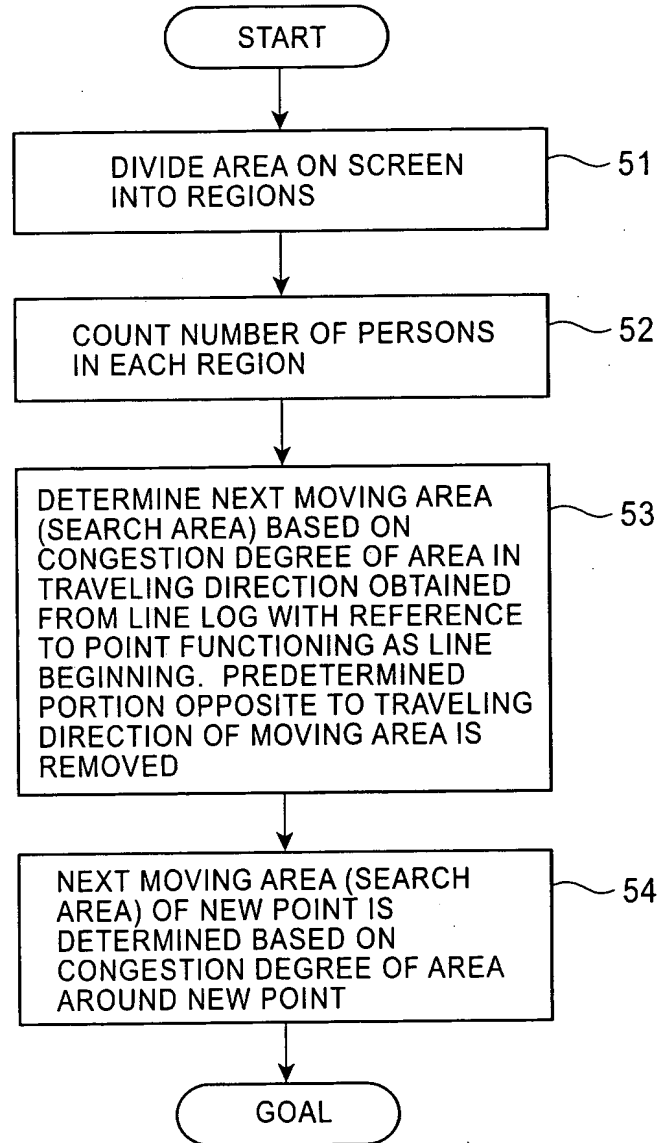 START
DIVIDE AREA ON SCREEN
INTO REGIONS
51
COUNT NUMBER OF PERSONS
IN EACH REGION
52
DETERMINE NEXT MOVING AREA
(SEARCH AREA) BASED ON
CONGESTION DEGREE OF AREA IN
TRAVELING DIRECTION OBTAINED
FROM LINE LOG WITH REFERENCE
TO POINT FUNCTIONING AS LINE
BEGINNING. PREDETERMINED
PORTION OPPOSITE TO TRAVELING
DIRECTION OF MOVING AREA IS
REMOVED
53
NEXT MOVING AREA (SEARCH
AREA) OF NEW POINT IS
DETERMINED BASED ON
CONGESTION DEGREE OF AREA
AROUND NEW POINT
54
GOAL